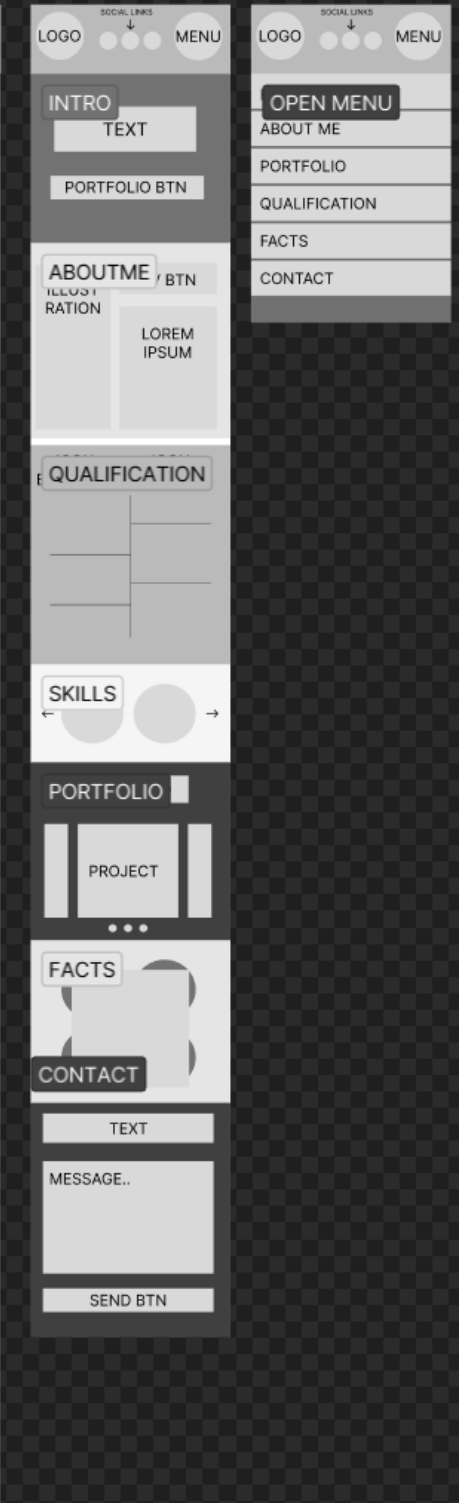 SOCIAL LINKS
LOGO
MENU
INTRO
TEXT
PORTFOLIO BTN
ABOUTME
BTN
ILLUST
RATION
LOREM
IPSUM
QUALIFICATION
SKILLS
←
→
PORTFOLIO
PROJECT
FACTS
CONTACT
TEXT
MESSAGE..
SEND BTN
SOCIAL LINKS
LOGO
MENU
OPEN MENU
ABOUT ME
PORTFOLIO
QUALIFICATION
FACTS
CONTACT